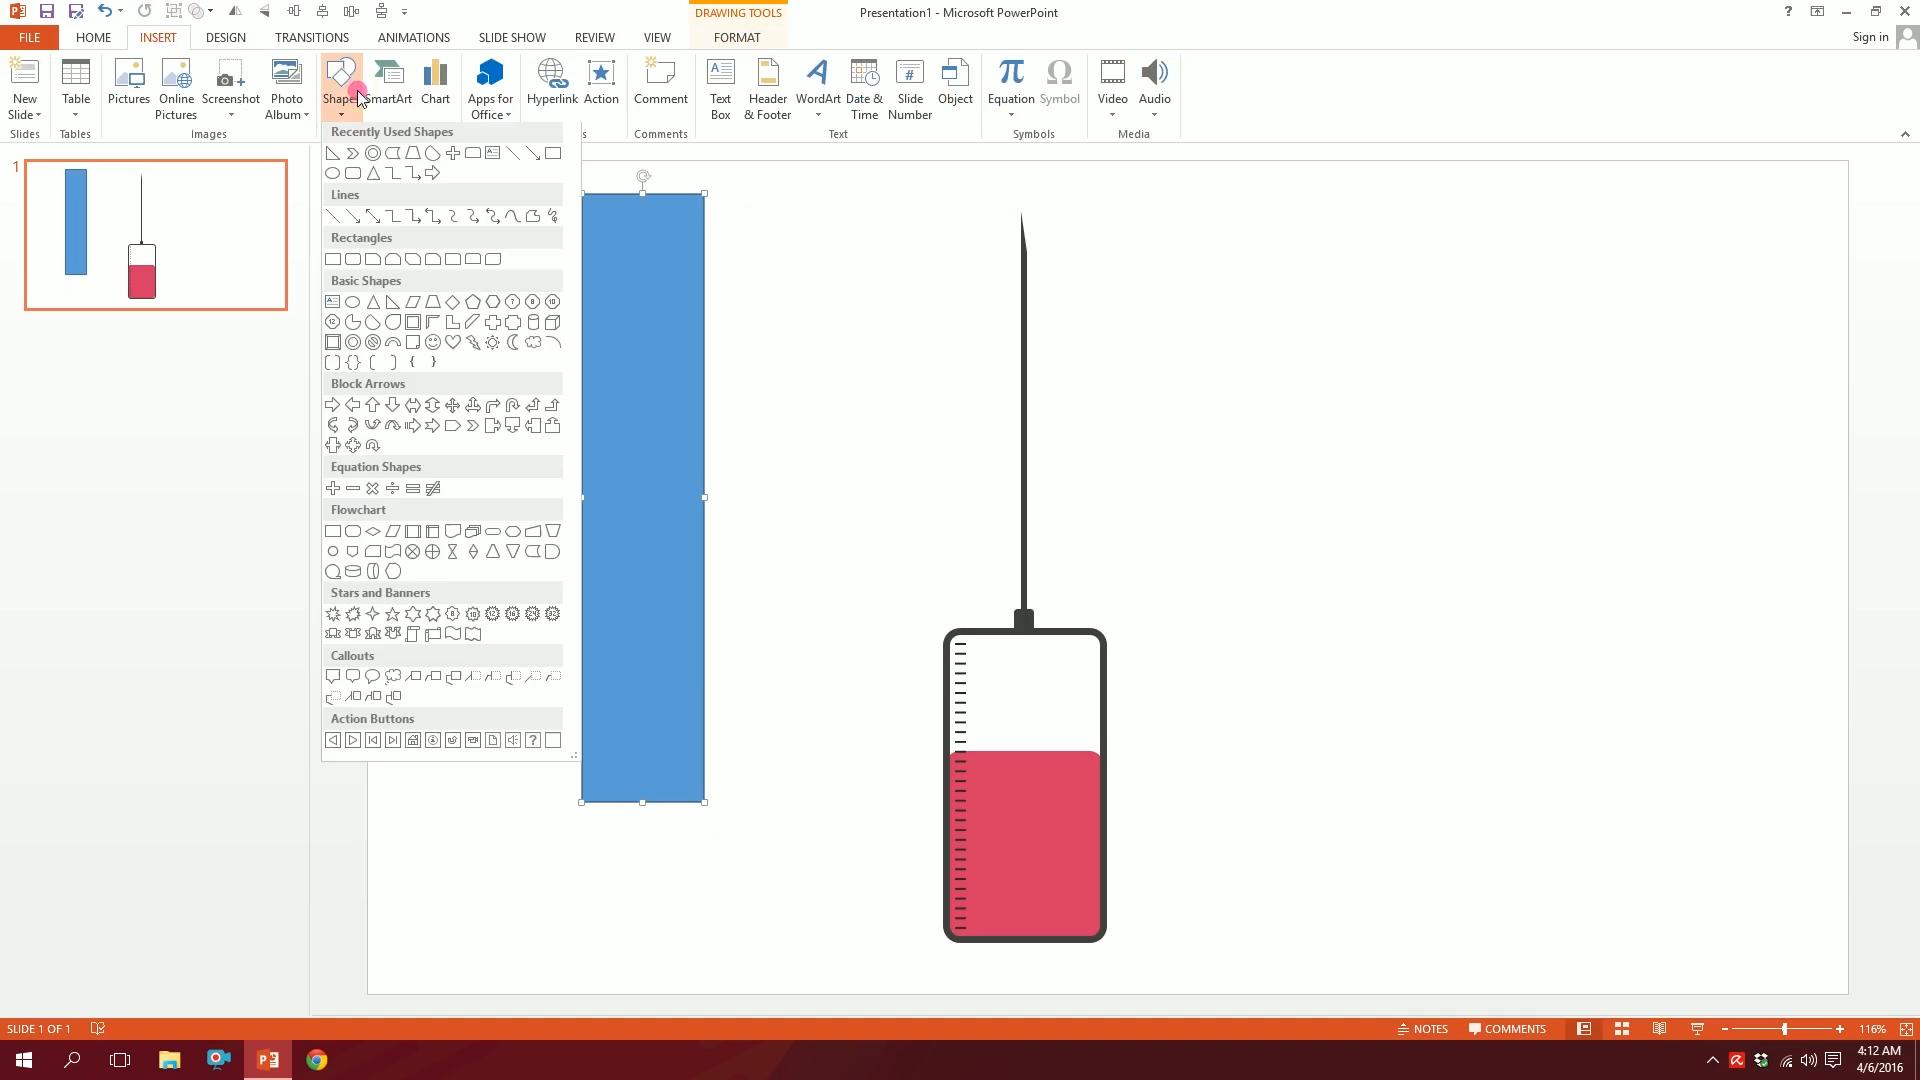 DRAWING TOOLS
Presentation1 - Microsoft PowerPoint
?
FILE
HOME
INSERT
DESIGN
TRANSITIONS
ANIMATIONS
SLIDE SHOW
REVIEW
VIEW
FORMAT
Sign in
New
Slide
Table
Pictures
Online
Pictures
Screenshot
Photo
Album
SmartArt
Chart
Apps for
Office
Hyperlink
Action
Comment
Text
Box
Header
& Footer
WordArt
Date &
Time
Slide
Number
Object
Equation
Symbol
Video
Audio
Slides
Tables
Images
Comments
Text
Symbols
Media
Recently Used Shapes
Lines
Rectangles
Basic Shapes
Block Arrows
Equation Shapes
Flowchart
Stars and Banners
Callouts
Action Buttons
1
SLIDE 1 OF 1
NOTES
COMMENTS
116%
4:12 AM
4/6/2016